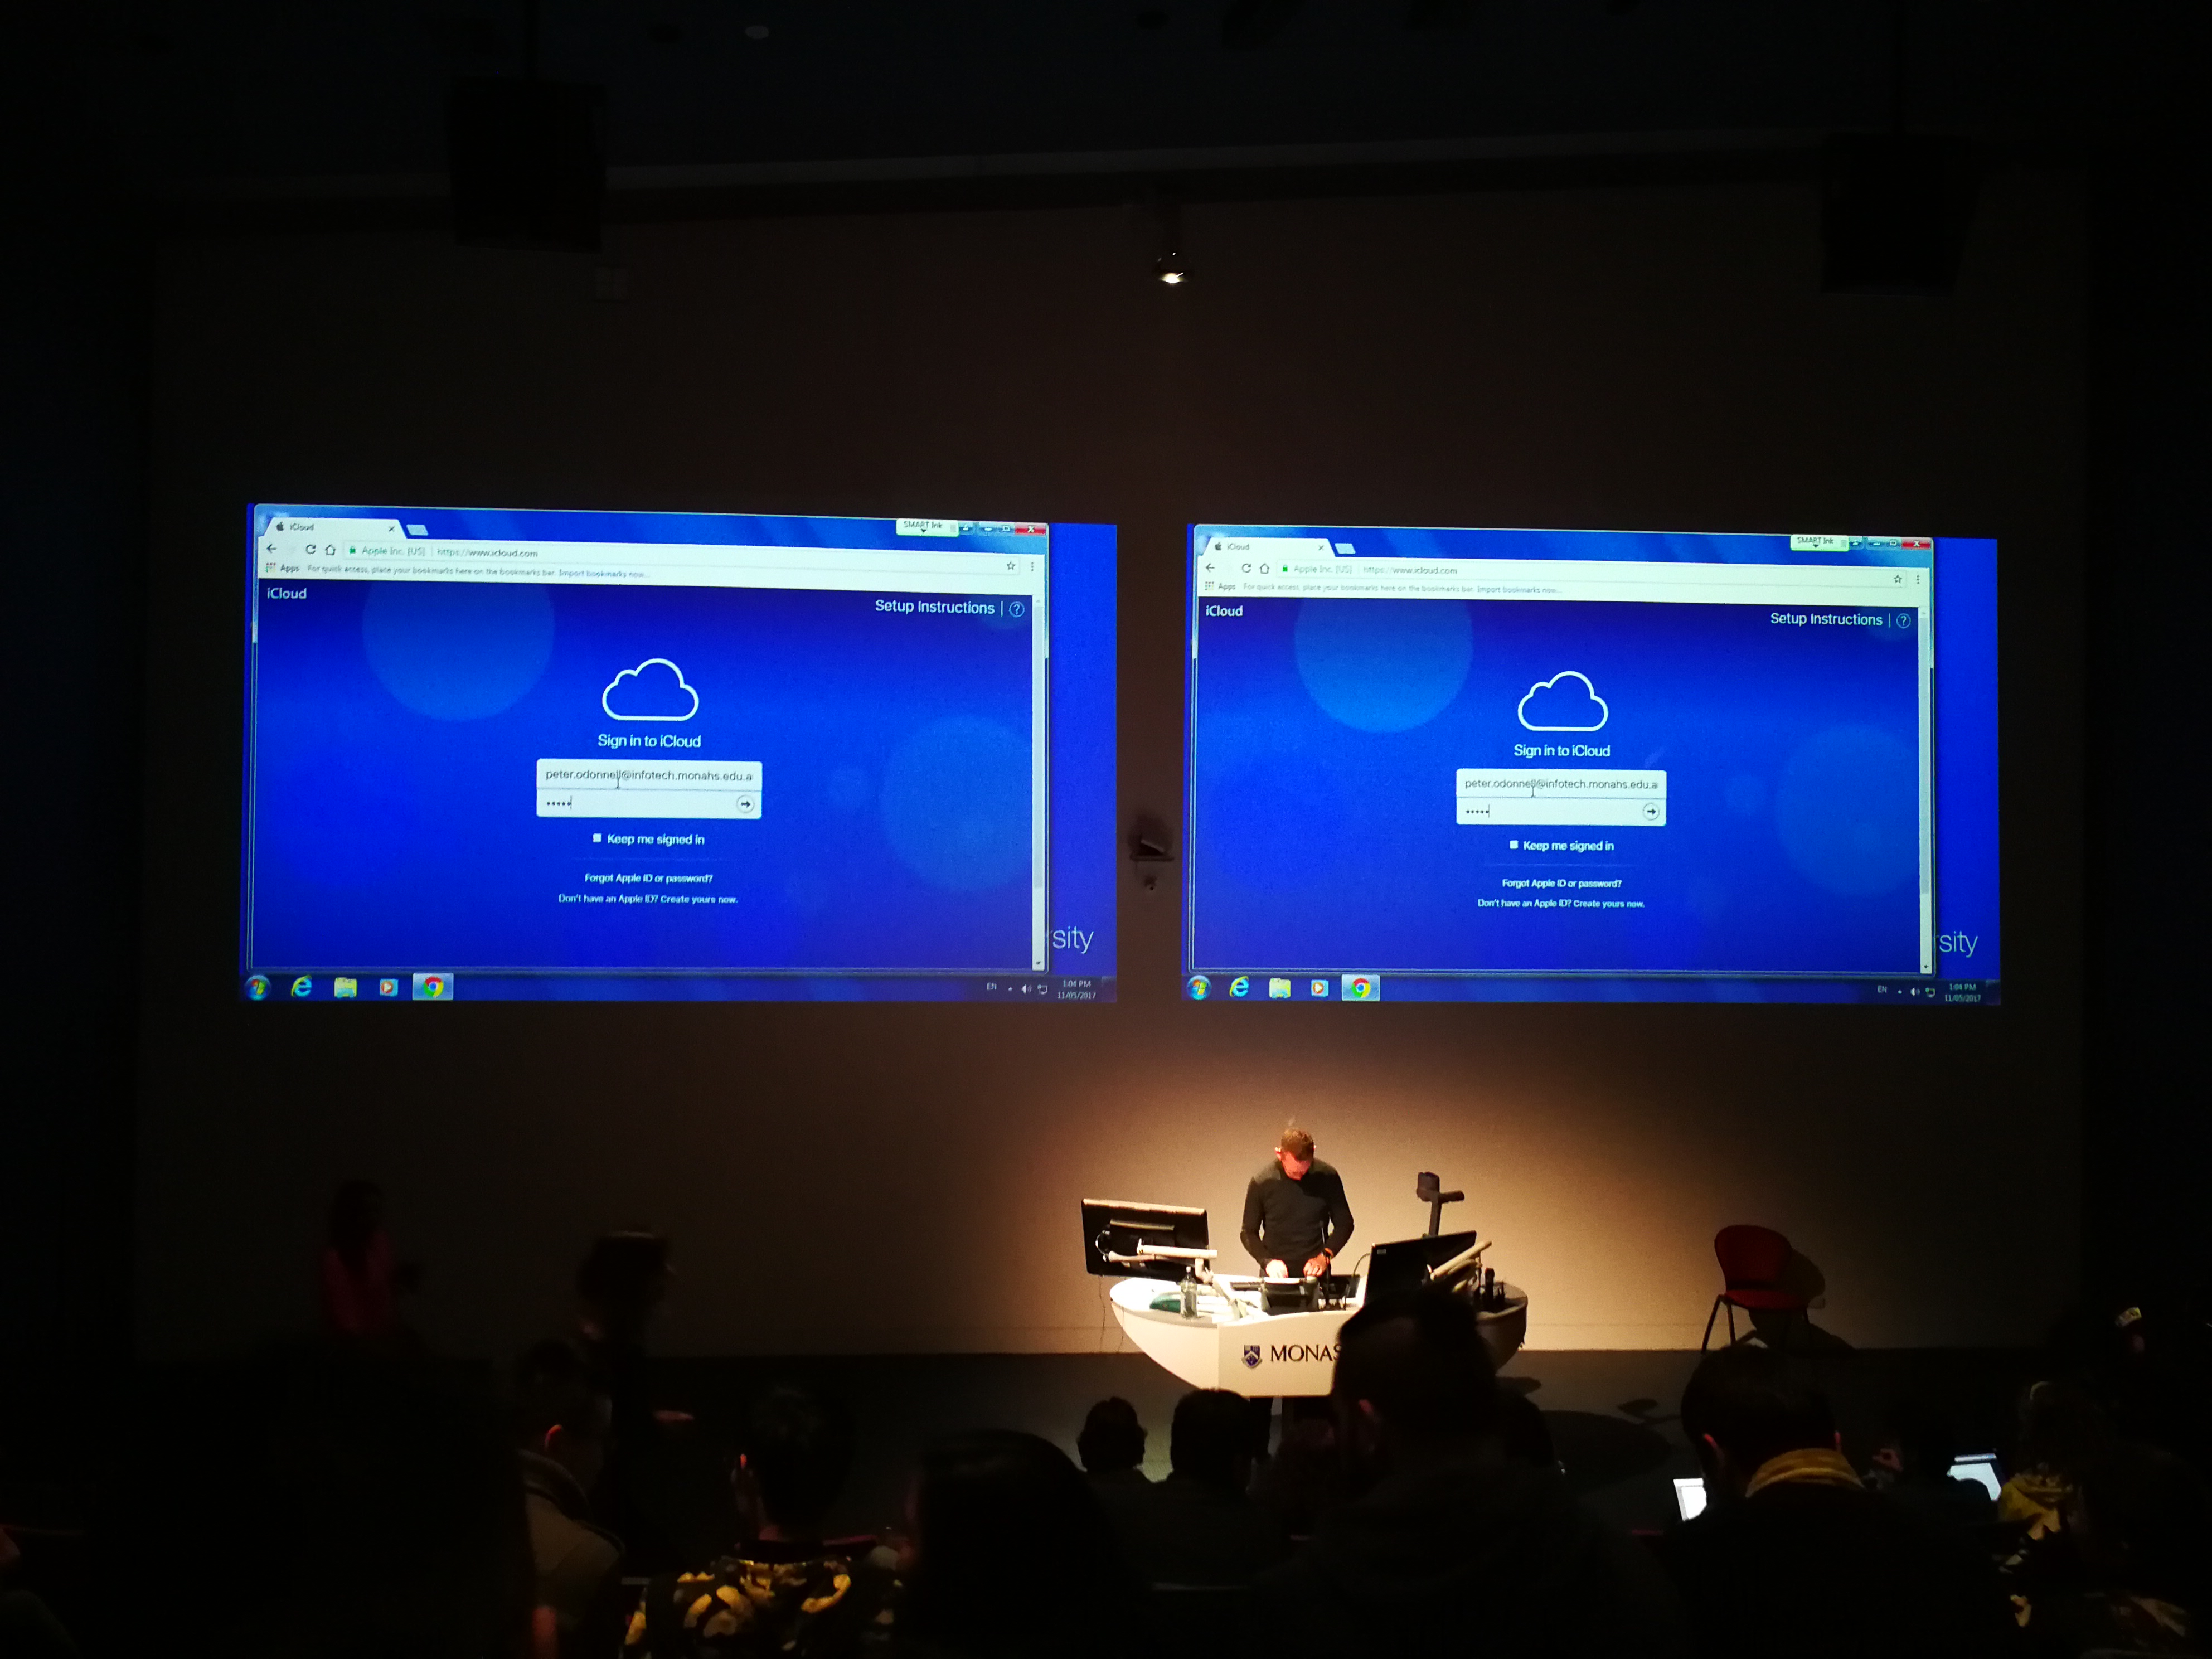 iCloud
SMART Ink
Apple Inc. [US] | https://www.icloud.com
Apps For quick access, place your bookmarks here on the bookmarks bar. Import bookmarks now...
iCloud
Setup Instructions | ?
Sign in to iCloud
peter.odonnell@infotech.monahs.edu.a
•••••
Keep me signed in
Forgot Apple ID or password?
Don't have an Apple ID? Create yours now.
sity
EN 1:04 PM
11/05/2017
iCloud
SMART Ink
Apple Inc. [US] | https://www.icloud.com
Apps For quick access, place your bookmarks here on the bookmarks bar. Import bookmarks now...
iCloud
Setup Instructions | ?
Sign in to iCloud
peter.odonnell@infotech.monahs.edu.a
•••••
Keep me signed in
Forgot Apple ID or password?
Don't have an Apple ID? Create yours now.
sity
EN 1:04 PM
11/05/2017
MONAS